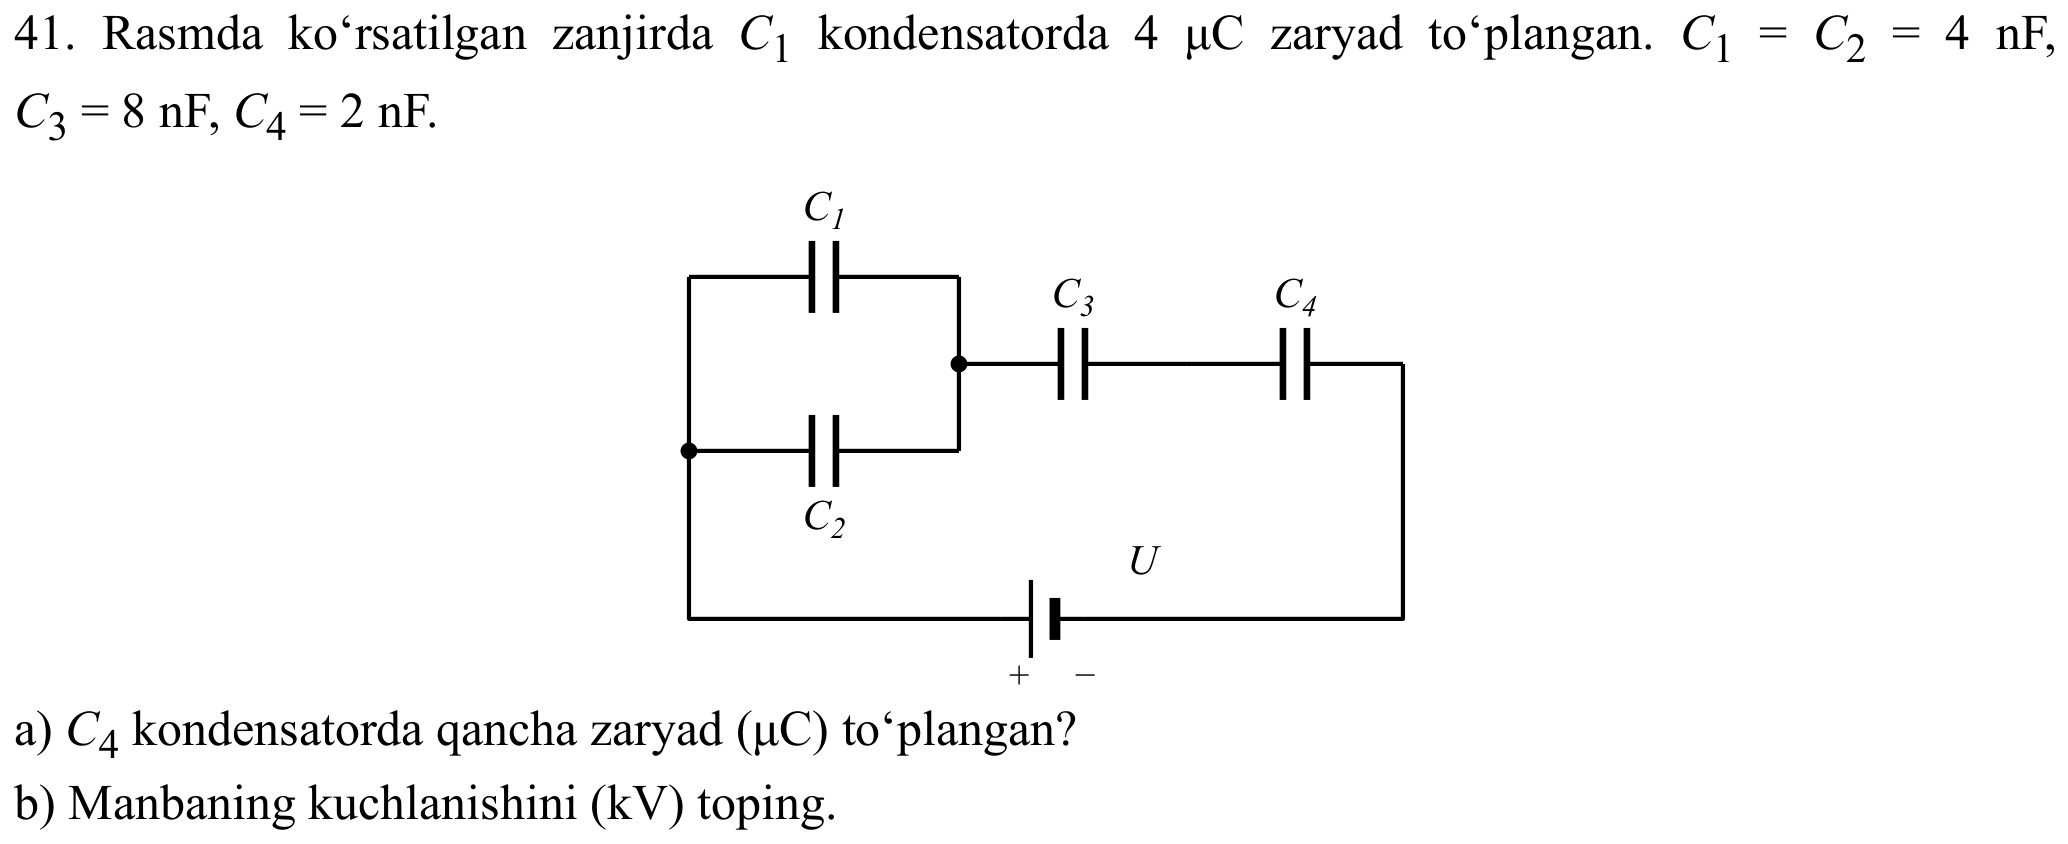 41. Rasmda ko‘rsatilgan zanjirda C₁ kondensatorda 4 μC zaryad to‘plangan. C₁ = C₂ = 4 nF,
C₃ = 8 nF, C₄ = 2 nF.
C₁
C₃
C₄
C₂
U
+ −
a) C₄ kondensatorda qancha zaryad (μC) to‘plangan?
b) Manbaning kuchlanishini (kV) toping.